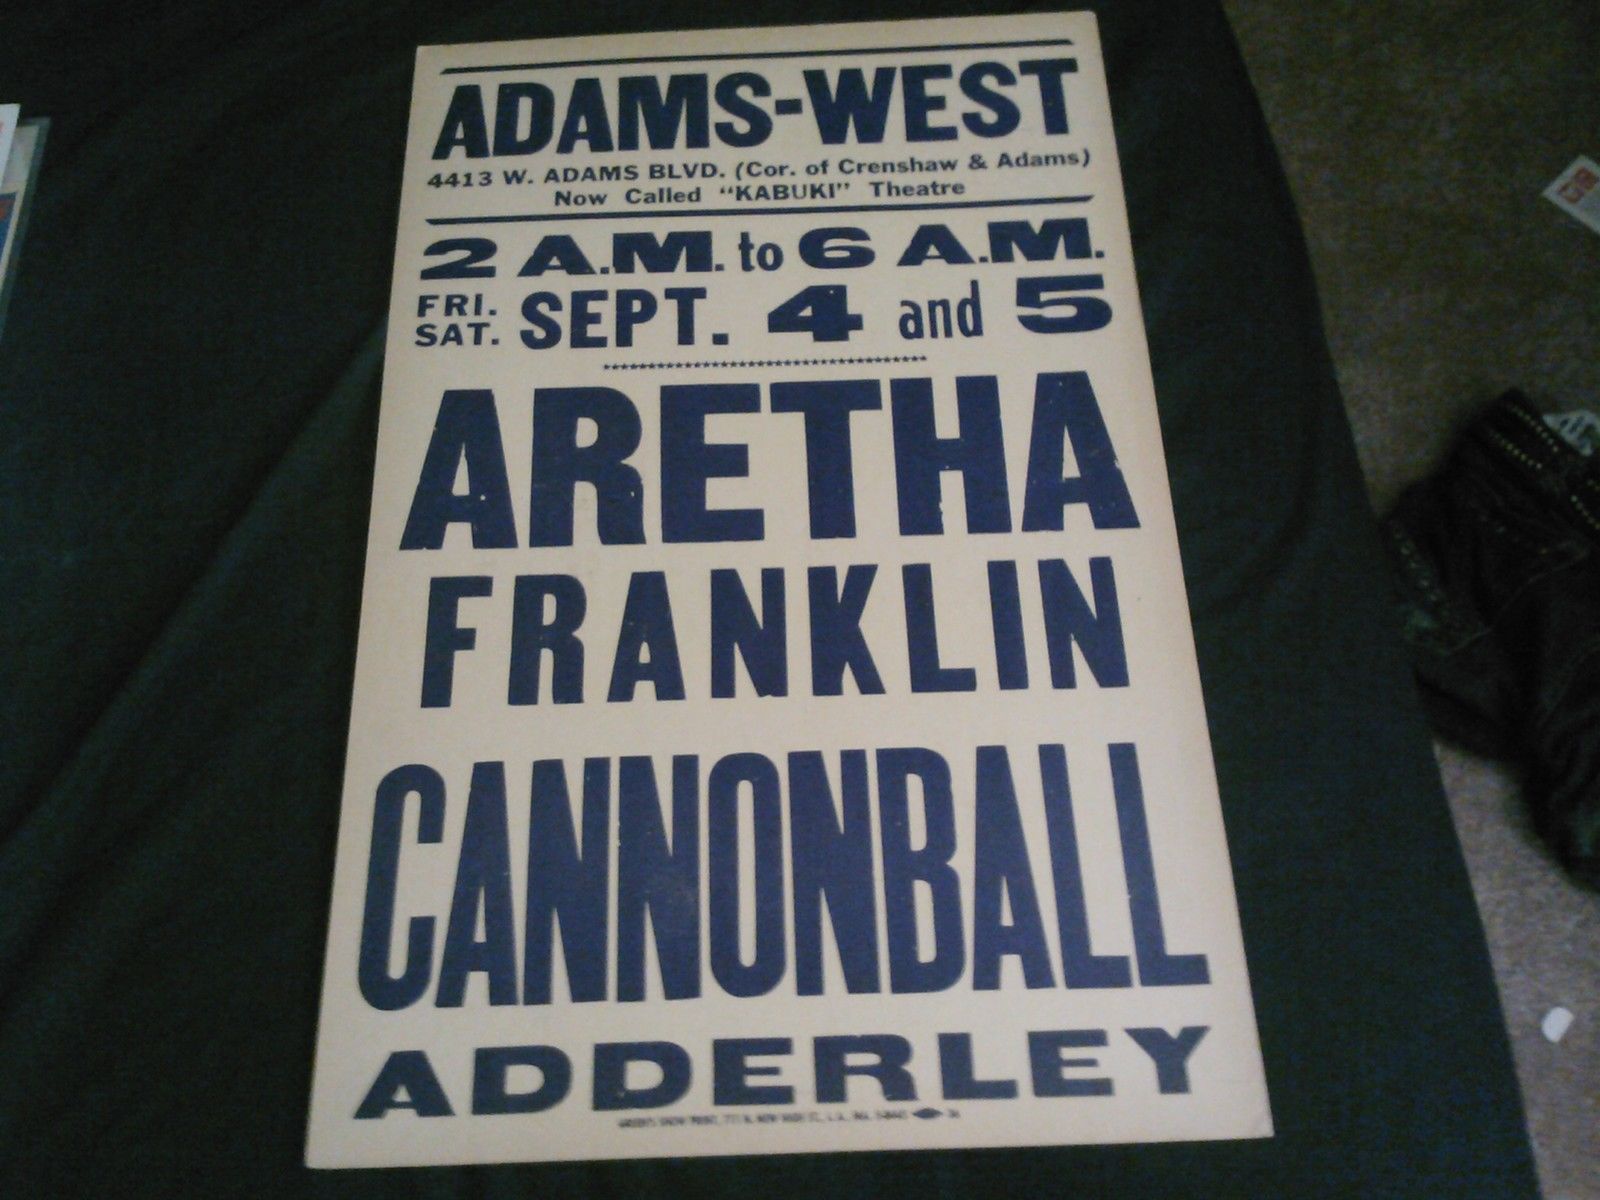 ADAMS-WEST
4413 W. ADAMS BLVD. (Cor. of Crenshaw & Adams)
Now Called "KABUKI" Theatre
2 A.M. to 6 A.M.
FRI. SAT. SEPT. 4 and 5
ARETHA
FRANKLIN
CANNONBALL
ADDERLEY